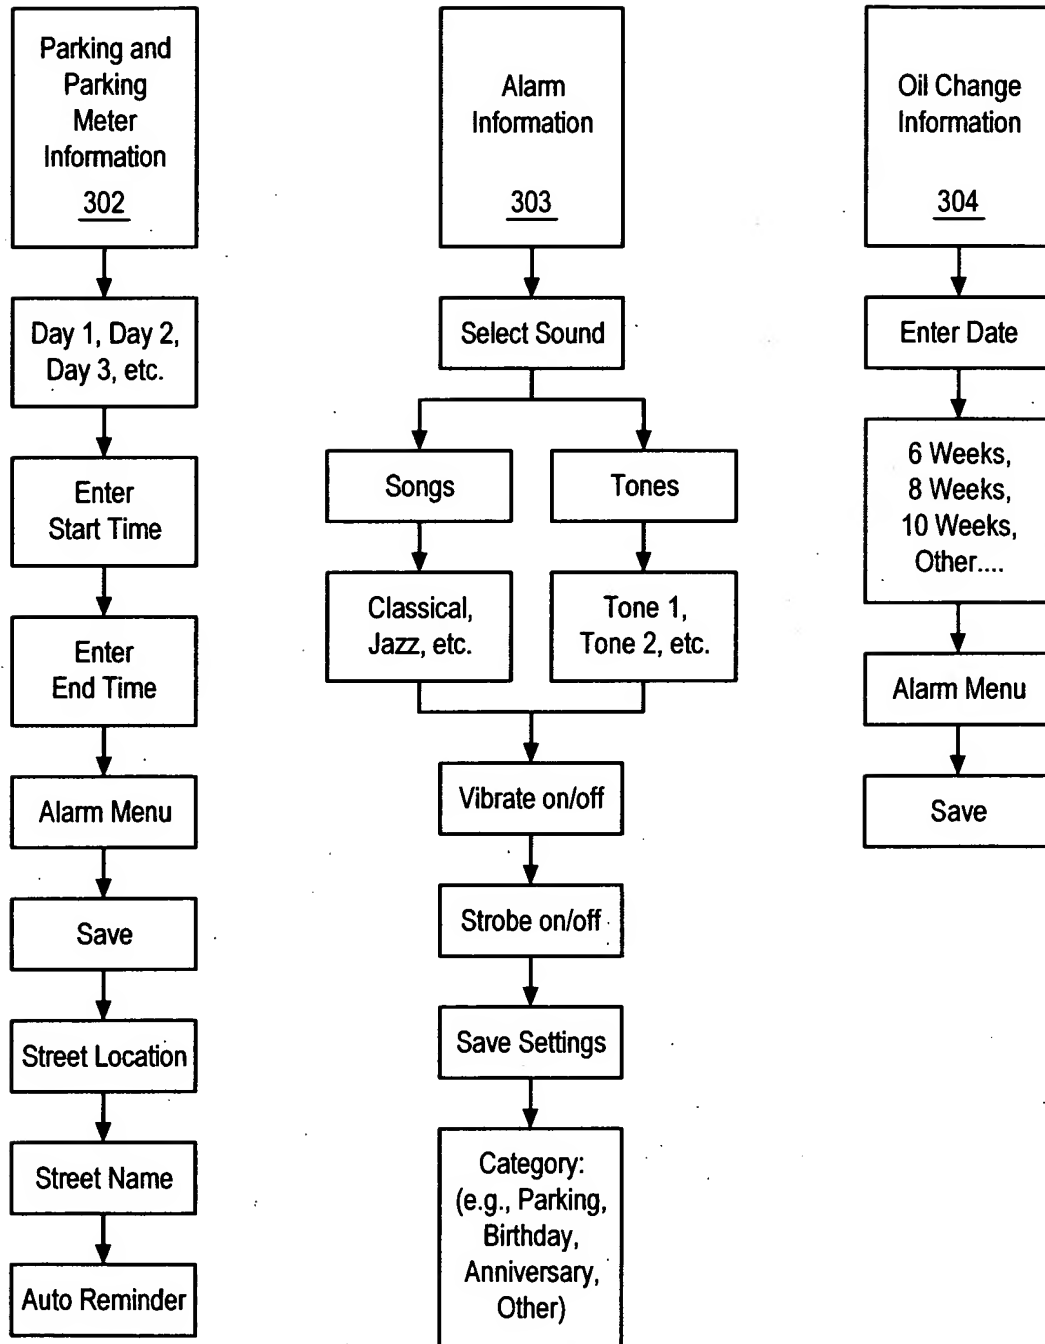 Parking and
Parking
Meter
Information
302
Day 1, Day 2,
Day 3, etc.
Enter
Start Time
Enter
End Time
Alarm Menu
Save
Street Location
Street Name
Auto Reminder
Alarm
Information
303
Select Sound
Songs
Tones
Classical,
Jazz, etc.
Tone 1,
Tone 2, etc.
Vibrate on/off
Strobe on/off
Save Settings
Category:
(e.g., Parking,
Birthday,
Anniversary,
Other)
Oil Change
Information
304
Enter Date
6 Weeks,
8 Weeks,
10 Weeks,
Other....
Alarm Menu
Save